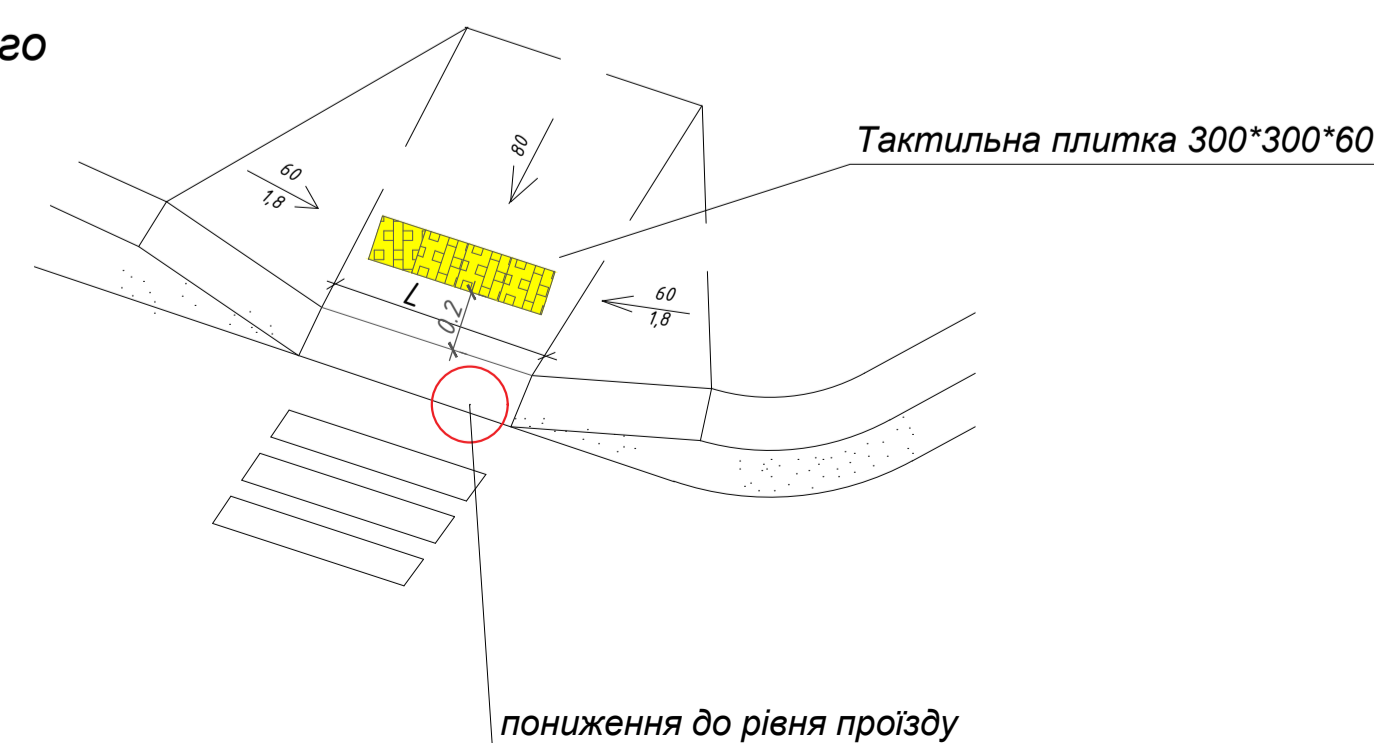 го
Тактильна плитка 300*300*60
80
60
1,8
60
1,8
L
0.2
пониження до рівня проїзду